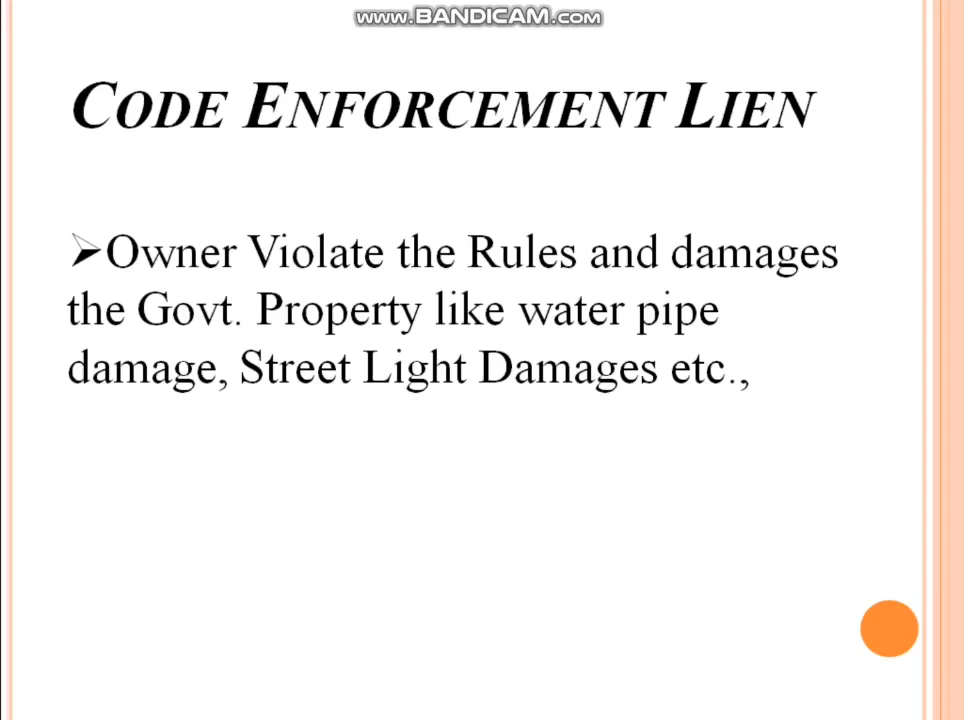 www.BANDICAM.com
CODE ENFORCEMENT LIEN
➢Owner Violate the Rules and damages
the Govt. Property like water pipe
damage, Street Light Damages etc.,